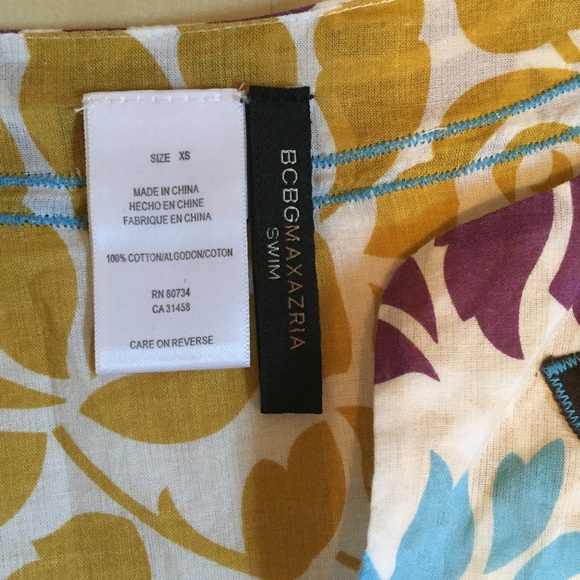 SIZE XS
MADE IN CHINA
HECHO EN CHINE
FABRIQUE EN CHINA
100% COTTON/ALGODON/COTON
RN 80734
CA 31458
CARE ON REVERSE
BCBGMAXAZRIA
SWIM